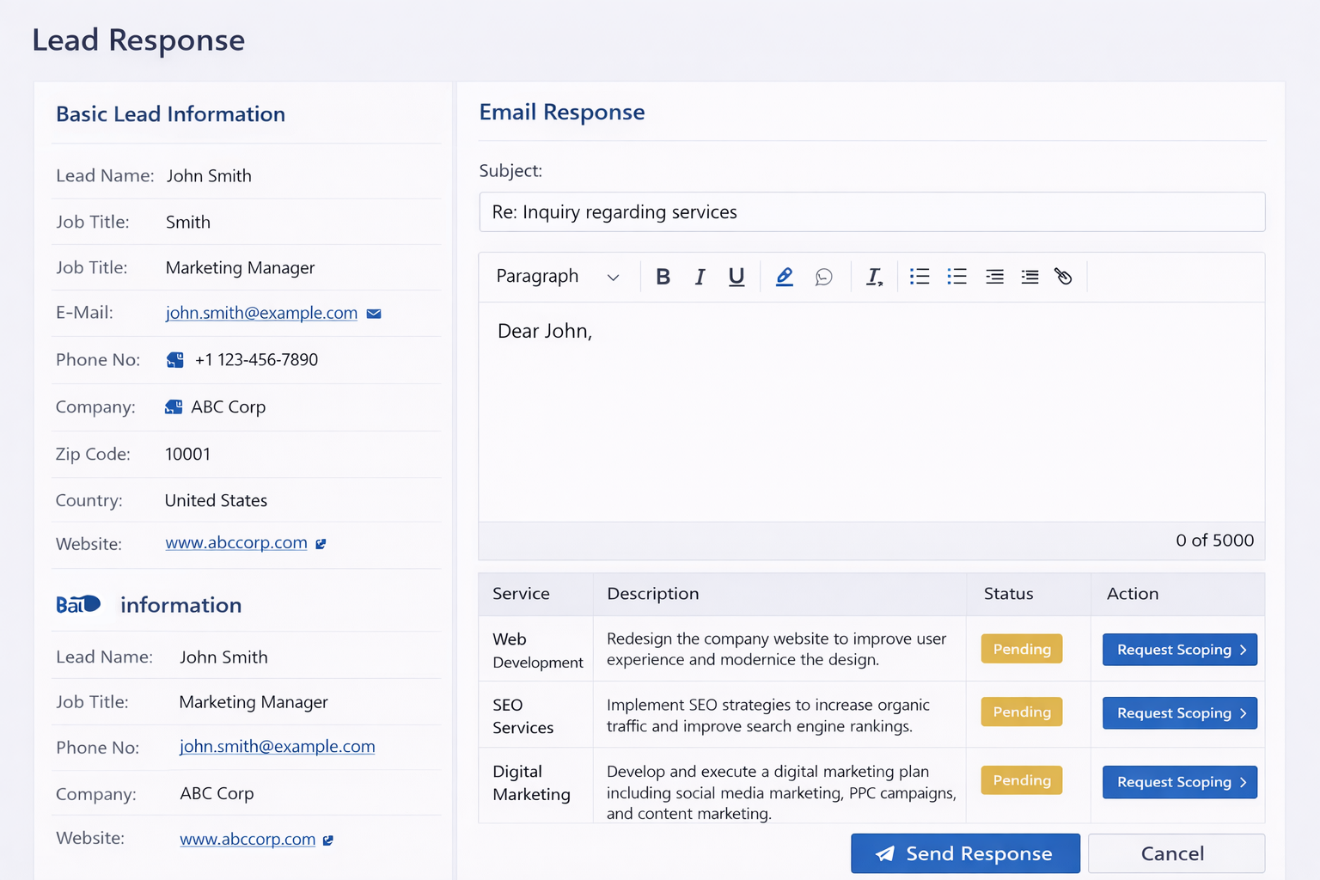 Lead Response
Basic Lead Information
Lead Name: John Smith
Job Title: Smith
Job Title: Marketing Manager
E-Mail: john.smith@example.com
Phone No: +1 123-456-7890
Company: ABC Corp
Zip Code: 10001
Country: United States
Website: www.abccorp.com
information
Lead Name: John Smith
Job Title: Marketing Manager
Phone No: john.smith@example.com
Company: ABC Corp
Website: www.abccorp.com
Email Response
Subject:
Re: Inquiry regarding services
Paragraph B I U
Dear John,
0 of 5000
Service Description Status Action
Web Development
Redesign the company website to improve user
experience and modernice the design.
Pending
Request Scoping
SEO
Services
Implement SEO strategies to increase organic
traffic and improve search engine rankings.
Pending
Request Scoping
Digital
Marketing
Develop and execute a digital marketing plan
including social media marketing, PPC campaigns,
and content marketing.
Pending
Request Scoping
Send Response
Cancel